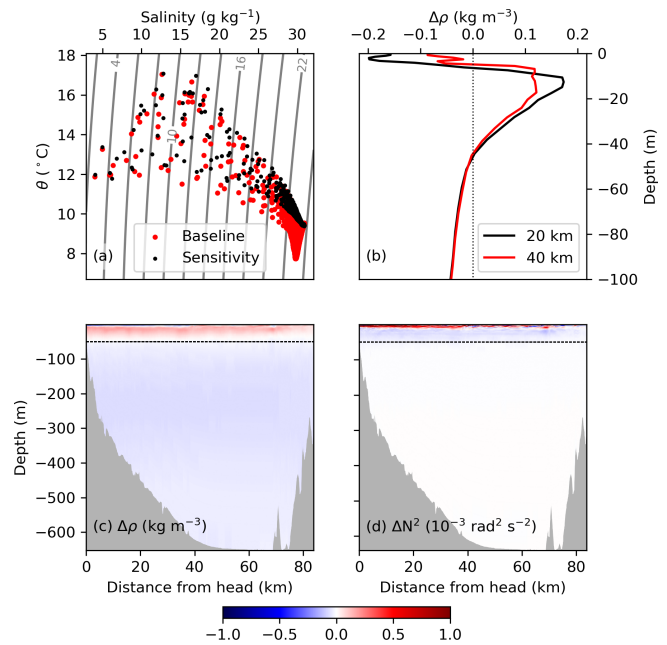 Salinity (g kg⁻¹)
5 10 15 20 25 30
18
16
14
12
10
8
θ (°C)
4
10
16
22
Baseline
Sensitivity
(a)
Δρ (kg m⁻³)
−0.2 −0.1 0.0 0.1 0.2
0
−20
−40
−60
−80
−100
Depth (m)
20 km
40 km
(b)
−100
−200
−300
−400
−500
−600
Depth (m)
(c) Δρ (kg m⁻³)
0 20 40 60 80
Distance from head (km)
(d) ΔN² (10⁻³ rad² s⁻²)
0 20 40 60 80
Distance from head (km)
−1.0 −0.5 0.0 0.5 1.0